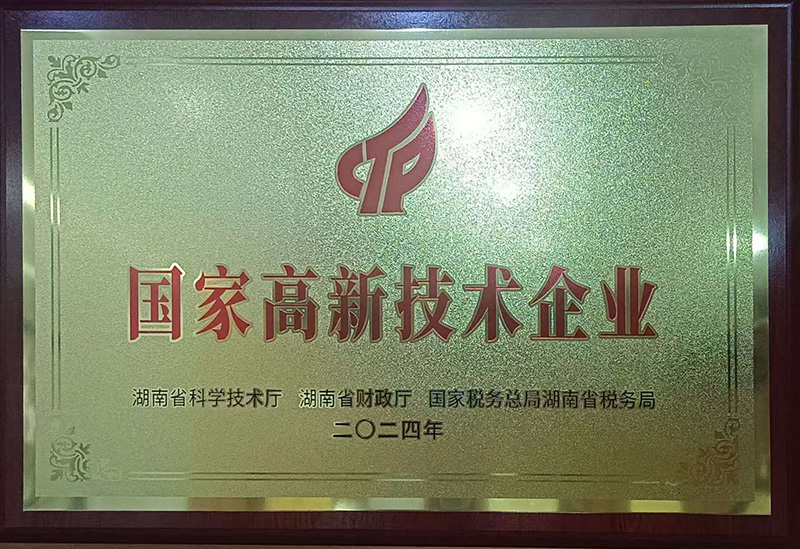 CTP
国家高新技术企业
湖南省科学技术厅 湖南省财政厅 国家税务总局湖南省税务局
二〇二四年